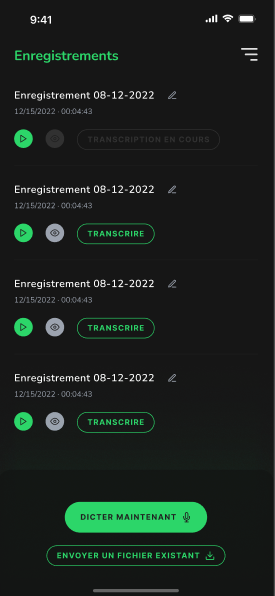 9:41
Enregistrements
Enregistrement 08-12-2022
12/15/2022 · 00:04:43
TRANSCRIPTION EN COURS
Enregistrement 08-12-2022
12/15/2022 · 00:04:43
TRANSCRIRE
Enregistrement 08-12-2022
12/15/2022 · 00:04:43
TRANSCRIRE
Enregistrement 08-12-2022
12/15/2022 · 00:04:43
TRANSCRIRE
DICTER MAINTENANT
ENVOYER UN FICHIER EXISTANT